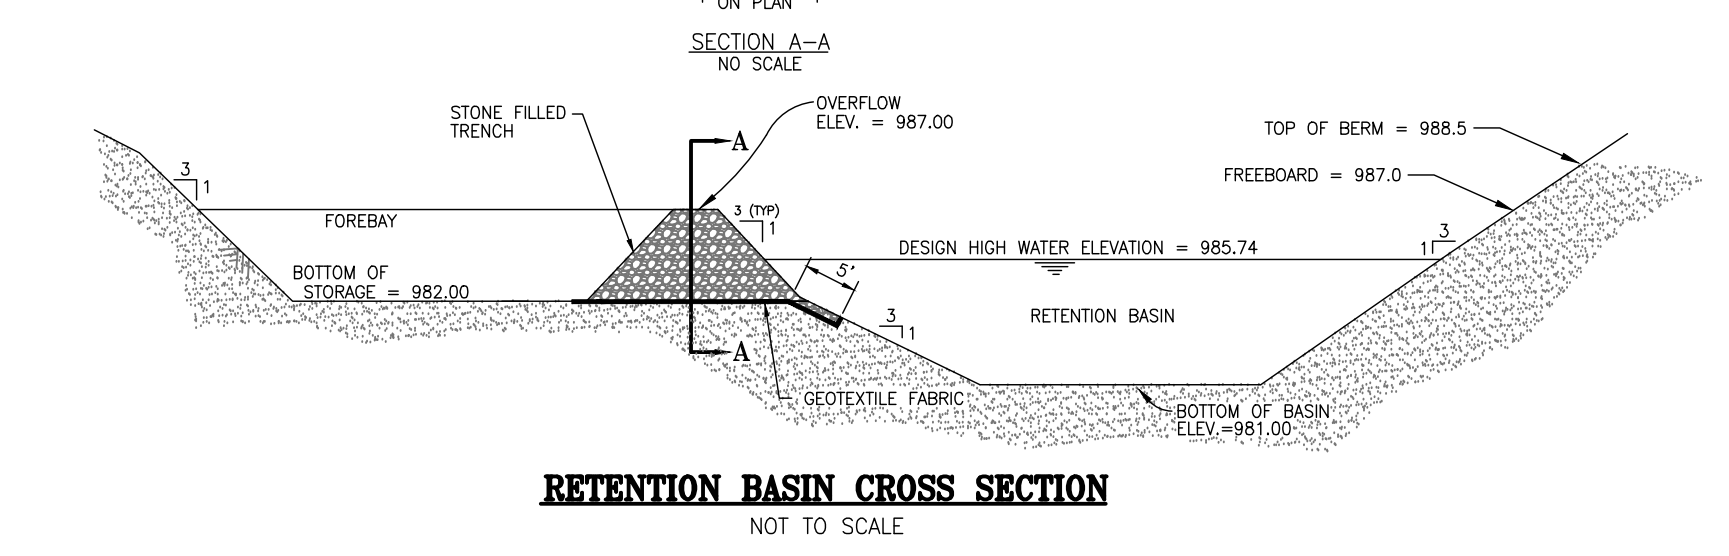 ON PLAN
SECTION A-A
NO SCALE
STONE FILLED
TRENCH
OVERFLOW
ELEV. = 987.00
A
TOP OF BERM = 988.5
FREEBOARD = 987.0
3
1
FOREBAY
3 (TYP)
1
DESIGN HIGH WATER ELEVATION = 985.74
3
1
BOTTOM OF
STORAGE = 982.00
5'
3
1
RETENTION BASIN
A
GEOTEXTILE FABRIC
BOTTOM OF BASIN
ELEV.=981.00
RETENTION BASIN CROSS SECTION
NOT TO SCALE